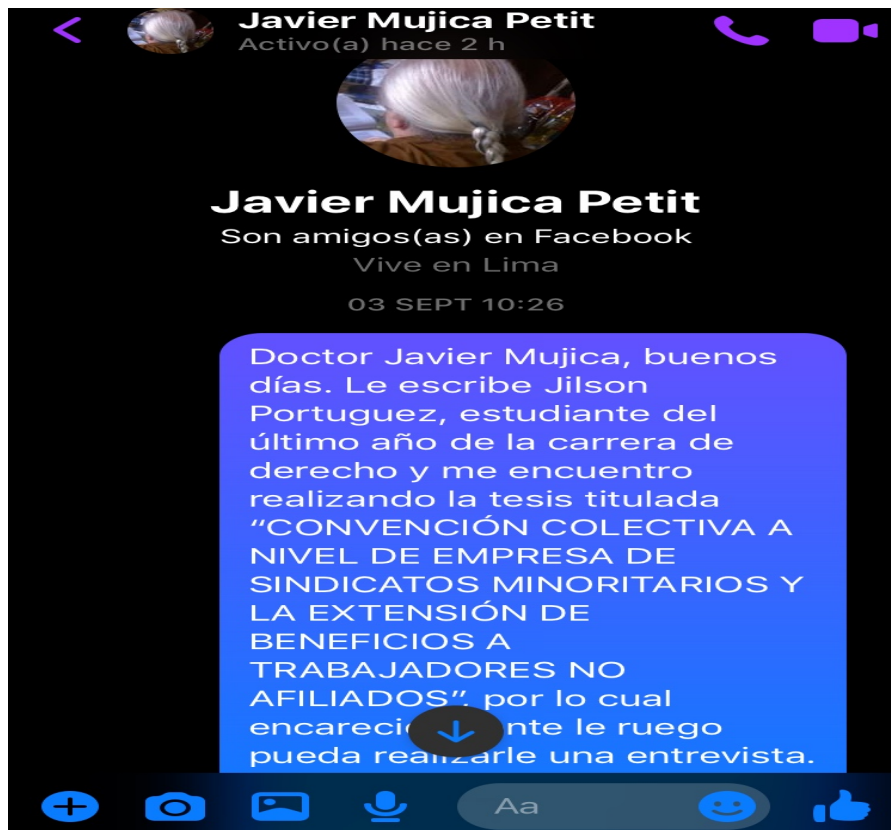 Javier Mujica Petit
Activo(a) hace 2 h
Javier Mujica Petit
Son amigos(as) en Facebook
Vive en Lima
03 SEPT 10:26
Doctor Javier Mujica, buenos
días. Le escribe Jilson
Portuguez, estudiante del
último año de la carrera de
derecho y me encuentro
realizando la tesis titulada
“CONVENCIÓN COLECTIVA A
NIVEL DE EMPRESA DE
SINDICATOS MINORITARIOS Y
LA EXTENSIÓN DE
BENEFICIOS A
TRABAJADORES NO
AFILIADOS”, por lo cual
le ruego
pueda realizarle una entrevista.
Aa